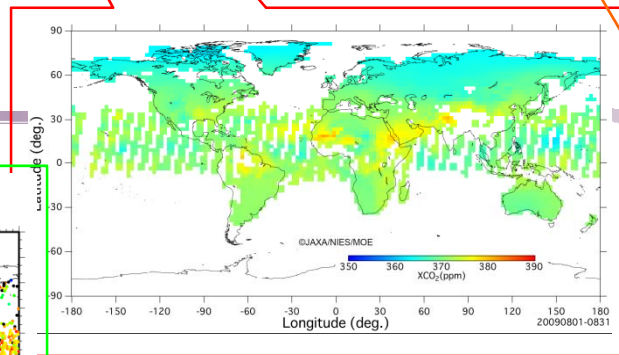 90
60
30
0
-30
-60
-90
Latitude (deg.)
©JAXA/NIES/MOE
350 360 370 380 390
XCO₂(ppm)
-180 -150 -120 -90 -60 -30 0 30 60 90 120 150 180
Longitude (deg.)
20090801-0831